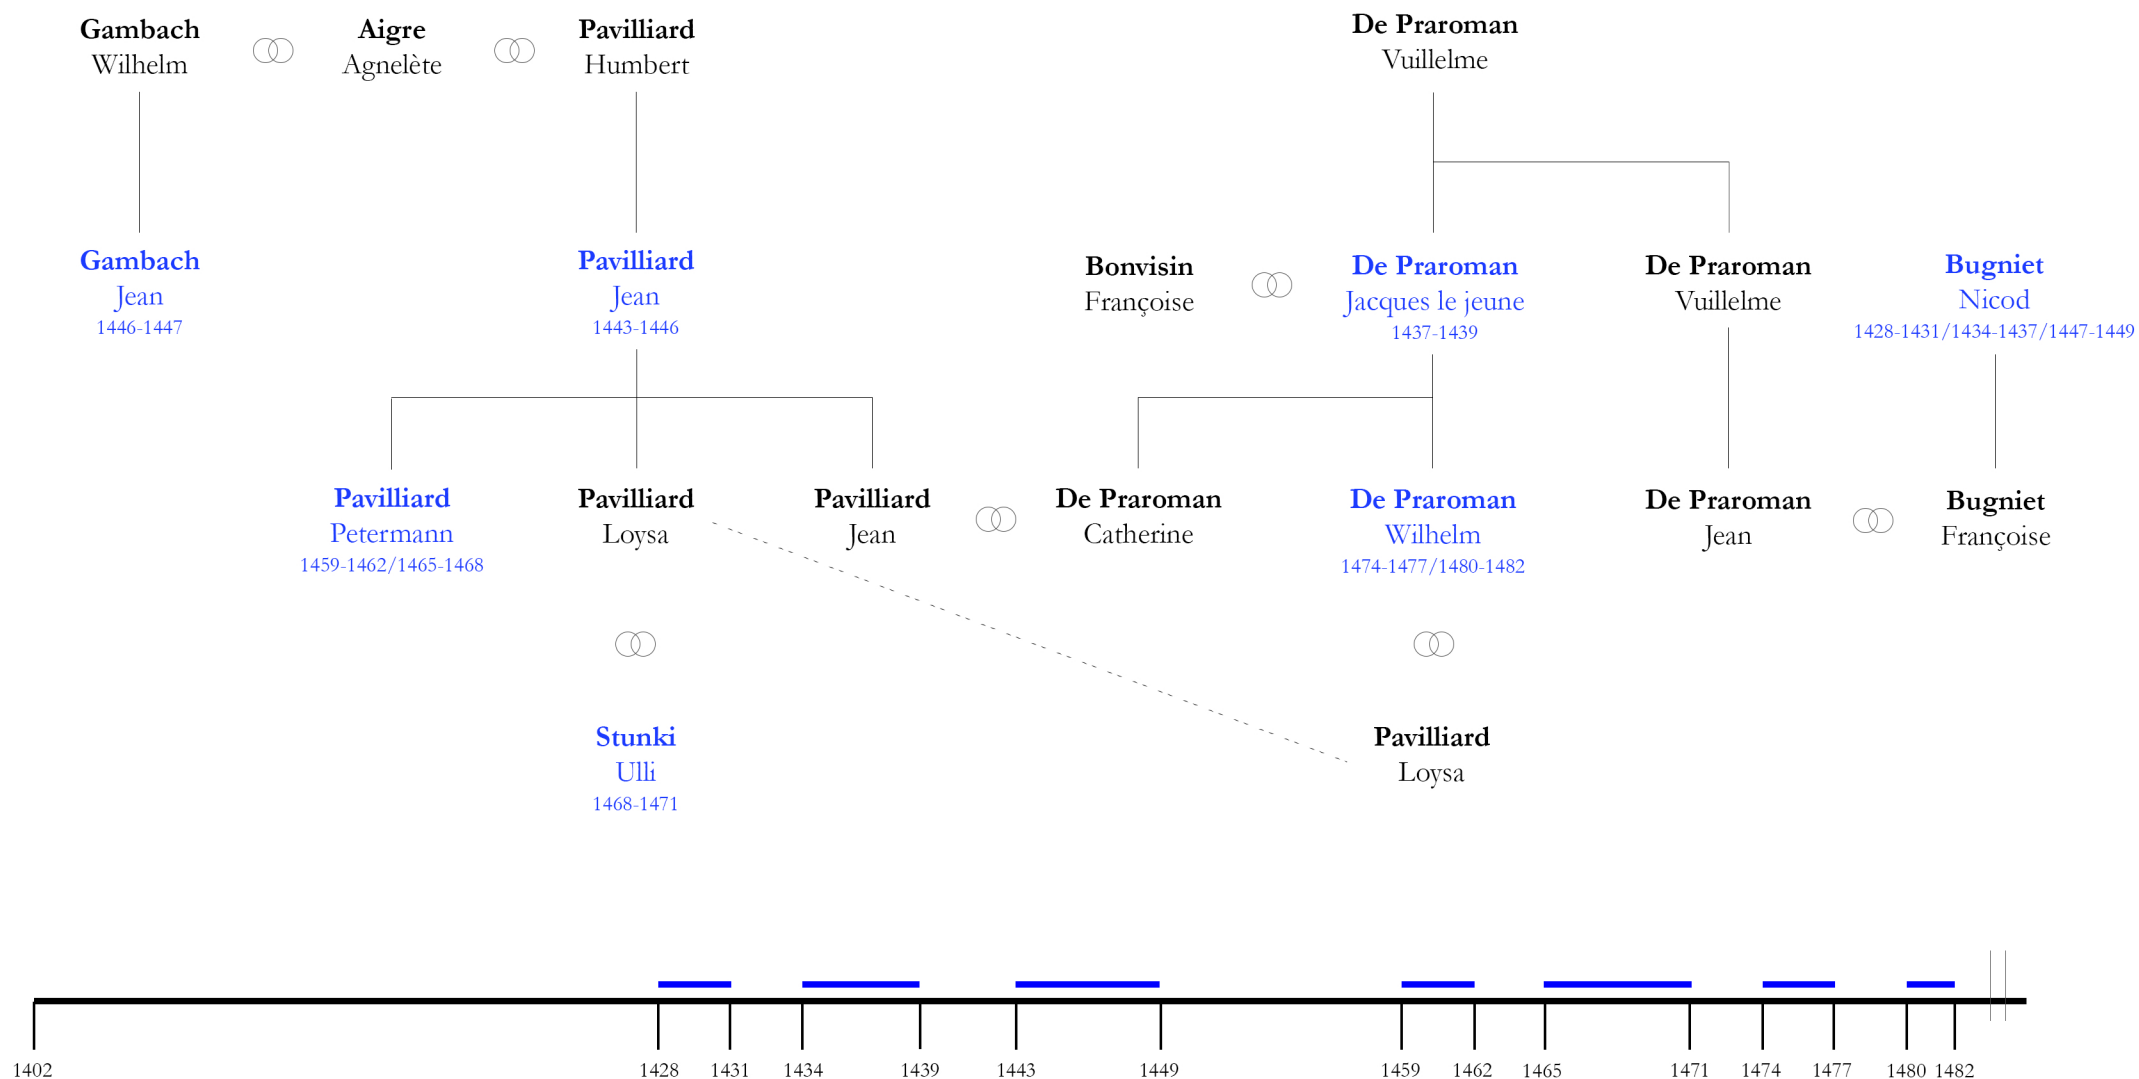 Gambach
Wilhelm
Aigre
Agnelète
Pavilliard
Humbert
De Praroman
Vuillelme
Gambach
Jean
1446-1447
Pavilliard
Jean
1443-1446
Bonvisin
Françoise
De Praroman
Jacques le jeune
1437-1439
De Praroman
Vuillelme
Bugniet
Nicod
1428-1431/1434-1437/1447-1449
Pavilliard
Petermann
1459-1462/1465-1468
Pavilliard
Loysa
Pavilliard
Jean
De Praroman
Catherine
De Praroman
Wilhelm
1474-1477/1480-1482
De Praroman
Jean
Bugniet
Françoise
Stunki
Ulli
1468-1471
Pavilliard
Loysa
1402 1428 1431 1434 1439 1443 1449 1459 1462 1465 1471 1474 1477 1480 1482